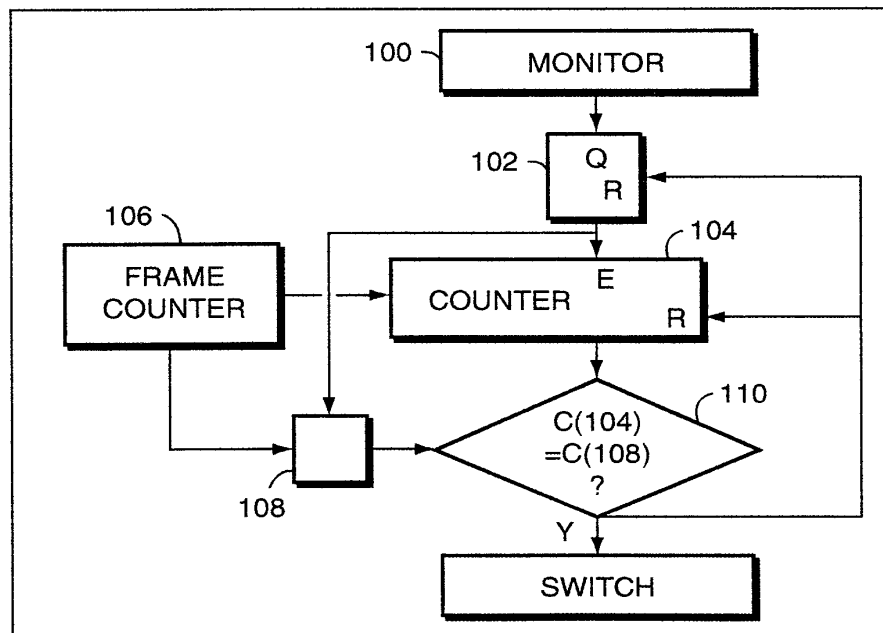 100
MONITOR
102
Q
R
106
104
FRAME
COUNTER
E
COUNTER
R
110
C(104)
=C(108)
?
108
Y
SWITCH